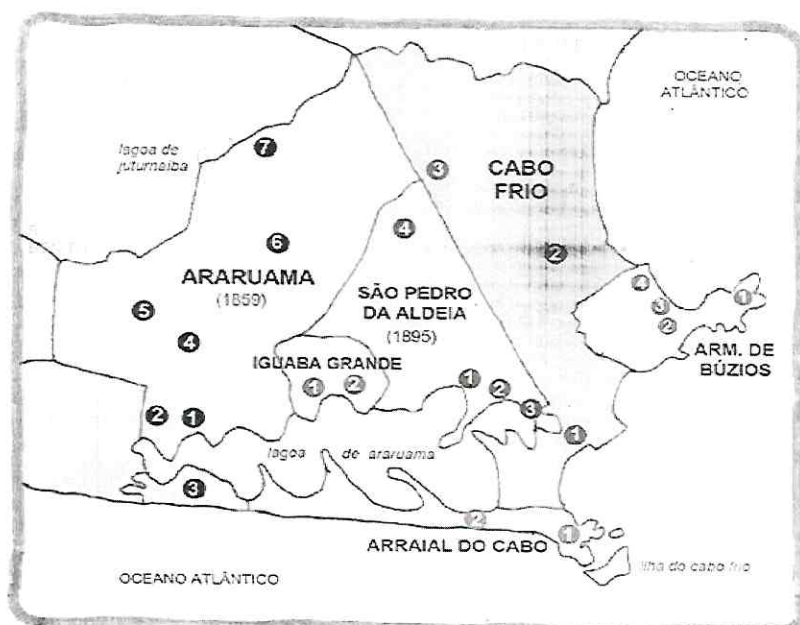 OCEANO
ATLÂNTICO
lagoa de
juturnaíba
7
3
CABO
FRIO
4
6
2
ARARUAMA
(1859)
SÃO PEDRO
DA ALDEIA
(1895)
4
3
1
2
5
4
ARM. DE
BÚZIOS
IGUABA GRANDE
1
2
1
2
3
2
1
1
lagoa de araruama
3
2
1
ARRAIAL DO CABO
ilha do cabo frio
OCEANO ATLÂNTICO